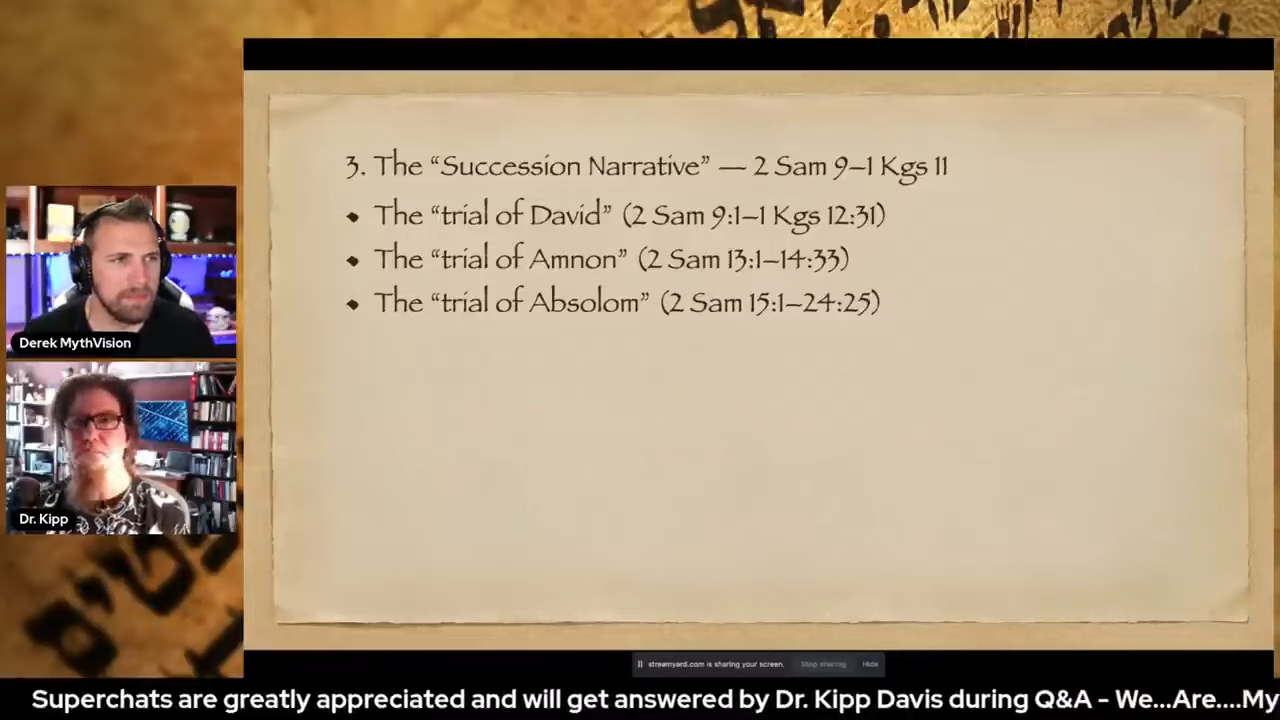 3. The “Succession Narrative” — 2 Sam 9–1 Kgs 11
• The “trial of David” (2 Sam 9:1–1 Kgs 12:31)
• The “trial of Amnon” (2 Sam 13:1–14:33)
• The “trial of Absolom” (2 Sam 15:1–24:25)
Derek MythVision
Dr. Kipp
streamyard.com is sharing your screen. Stop sharing Hide
Superchats are greatly appreciated and will get answered by Dr. Kipp Davis during Q&A - We...Are....My